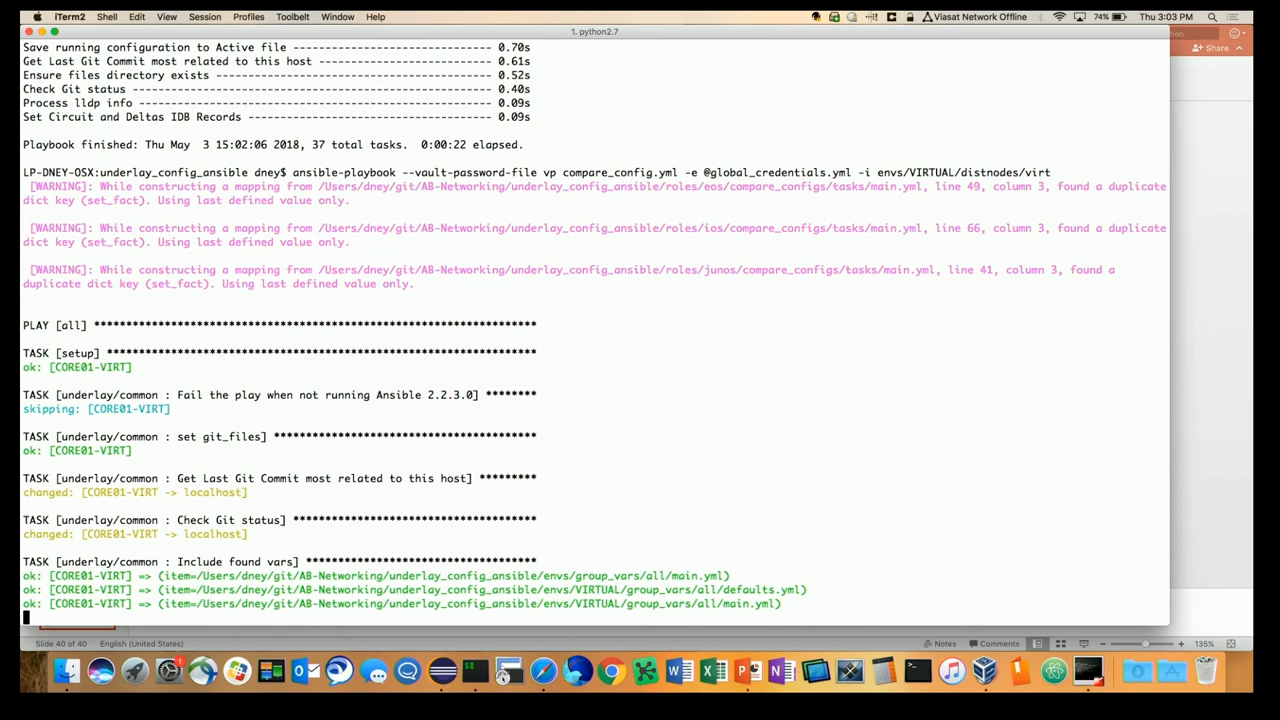 iTerm2 Shell Edit View Session Profiles Toolbelt Window Help Viasat Network Offline 74% Thu 3:03 PM
1. python2.7
Share
Save running configuration to Active file ----------------------------------- 0.70s
Get Last Git Commit most related to this host ------------------------------- 0.61s
Ensure files directory exists ----------------------------------------------- 0.52s
Check Git status ------------------------------------------------------------ 0.40s
Process lldp info ----------------------------------------------------------- 0.09s
Set Circuit and Deltas IDB Records ------------------------------------------ 0.09s
Playbook finished: Thu May  3 15:02:06 2018, 37 total tasks.  0:00:22 elapsed.
LP-DNEY-OSX:underlay_config_ansible dney$ ansible-playbook --vault-password-file vp compare_config.yml -e @global_credentials.yml -i envs/VIRTUAL/distnodes/virt
[WARNING]: While constructing a mapping from /Users/dney/git/AB-Networking/underlay_config_ansible/roles/eos/compare_configs/tasks/main.yml, line 49, column 3, found a duplicate
dict key (set_fact). Using last defined value only.
[WARNING]: While constructing a mapping from /Users/dney/git/AB-Networking/underlay_config_ansible/roles/ios/compare_configs/tasks/main.yml, line 66, column 3, found a duplicate
dict key (set_fact). Using last defined value only.
[WARNING]: While constructing a mapping from /Users/dney/git/AB-Networking/underlay_config_ansible/roles/junos/compare_configs/tasks/main.yml, line 41, column 3, found a
duplicate dict key (set_fact). Using last defined value only.
PLAY [all] *********************************************************************
TASK [setup] *******************************************************************
ok: [CORE01-VIRT]
TASK [underlay/common : Fail the play when not running Ansible 2.2.3.0] ********
skipping: [CORE01-VIRT]
TASK [underlay/common : set git_files] *****************************************
ok: [CORE01-VIRT]
TASK [underlay/common : Get Last Git Commit most related to this host] *********
changed: [CORE01-VIRT -> localhost]
TASK [underlay/common : Check Git status] **************************************
changed: [CORE01-VIRT -> localhost]
TASK [underlay/common : Include found vars] ************************************
ok: [CORE01-VIRT] => (item=/Users/dney/git/AB-Networking/underlay_config_ansible/envs/group_vars/all/main.yml)
ok: [CORE01-VIRT] => (item=/Users/dney/git/AB-Networking/underlay_config_ansible/envs/VIRTUAL/group_vars/all/defaults.yml)
ok: [CORE01-VIRT] => (item=/Users/dney/git/AB-Networking/underlay_config_ansible/envs/VIRTUAL/group_vars/all/main.yml)
Slide 40 of 40 English (United States) Notes Comments 135%